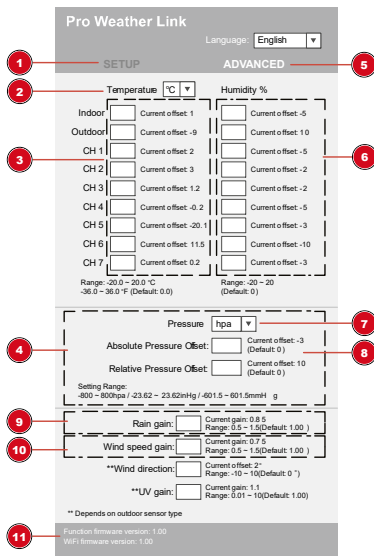 Pro Weather Link
Language: English
SETUP ADVANCED
1
5
2
Temperature °C Humidity %
Indoor Current offset: 1 Current offset: -5
Outdoor Current offset: -9 Current offset: 10
CH 1 Current offset: 2 Current offset: -5
3
6
CH 2 Current offset: 3 Current offset: -2
CH 3 Current offset: 1.2 Current offset: -2
CH 4 Current offset: -0.2 Current offset: -5
CH 5 Current offset: -20.1 Current offset: -3
CH 6 Current offset: 11.5 Current offset: -10
CH 7 Current offset: 0.2 Current offset: -3
Range: -20.0 ~ 20.0 °C Range: -20 ~ 20
-36.0 ~ 36.0 °F (Default: 0.0) (Default: 0 )
Pressure hpa
7
4
Absolute Pressure Offset: Current offset: -3
(Default: 0 )
8
Relative Pressure Offset: Current offset: 10
(Default: 0 )
Setting Range:
-800 ~ 800hpa / -23.62 ~ 23.62inHg / -601.5 ~ 601.5mmH g
9
Rain gain: Current gain: 0.8 5
Range: 0.5 ~ 1.5(Default: 1.00 )
10
Wind speed gain: Current gain: 0.7 5
Range: 0.5 ~ 1.5(Default: 1.00 )
**Wind direction: Current offset: 2°
Range: -10 ~ 10(Default: 0 °)
**UV gain: Current gain: 1.1
Range: 0.01 ~ 10(Default: 1.00)
** Depends on outdoor sensor type
11
Function firmware version: 1.00
WiFi firmware version: 1.00